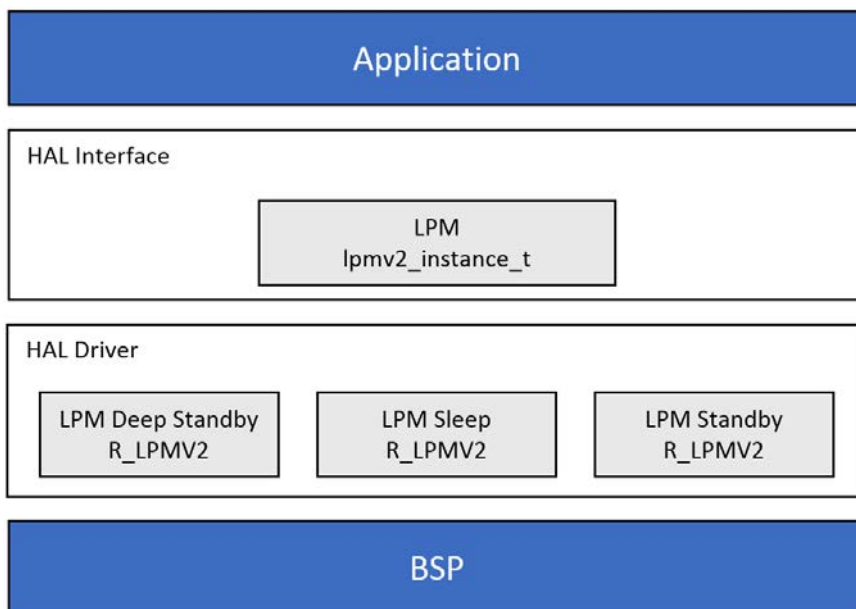 Application
HAL Interface
LPM
lpmv2_instance_t
HAL Driver
LPM Deep Standby
R_LPMV2
LPM Sleep
R_LPMV2
LPM Standby
R_LPMV2
BSP